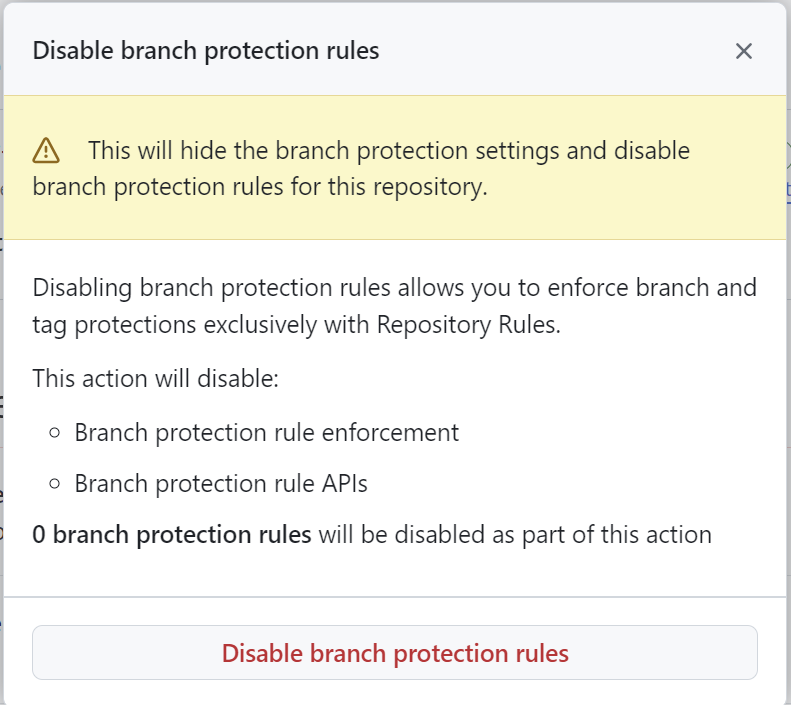 Disable branch protection rules
This will hide the branch protection settings and disable
branch protection rules for this repository.
Disabling branch protection rules allows you to enforce branch and
tag protections exclusively with Repository Rules.
This action will disable:
Branch protection rule enforcement
Branch protection rule APIs
0 branch protection rules will be disabled as part of this action
Disable branch protection rules